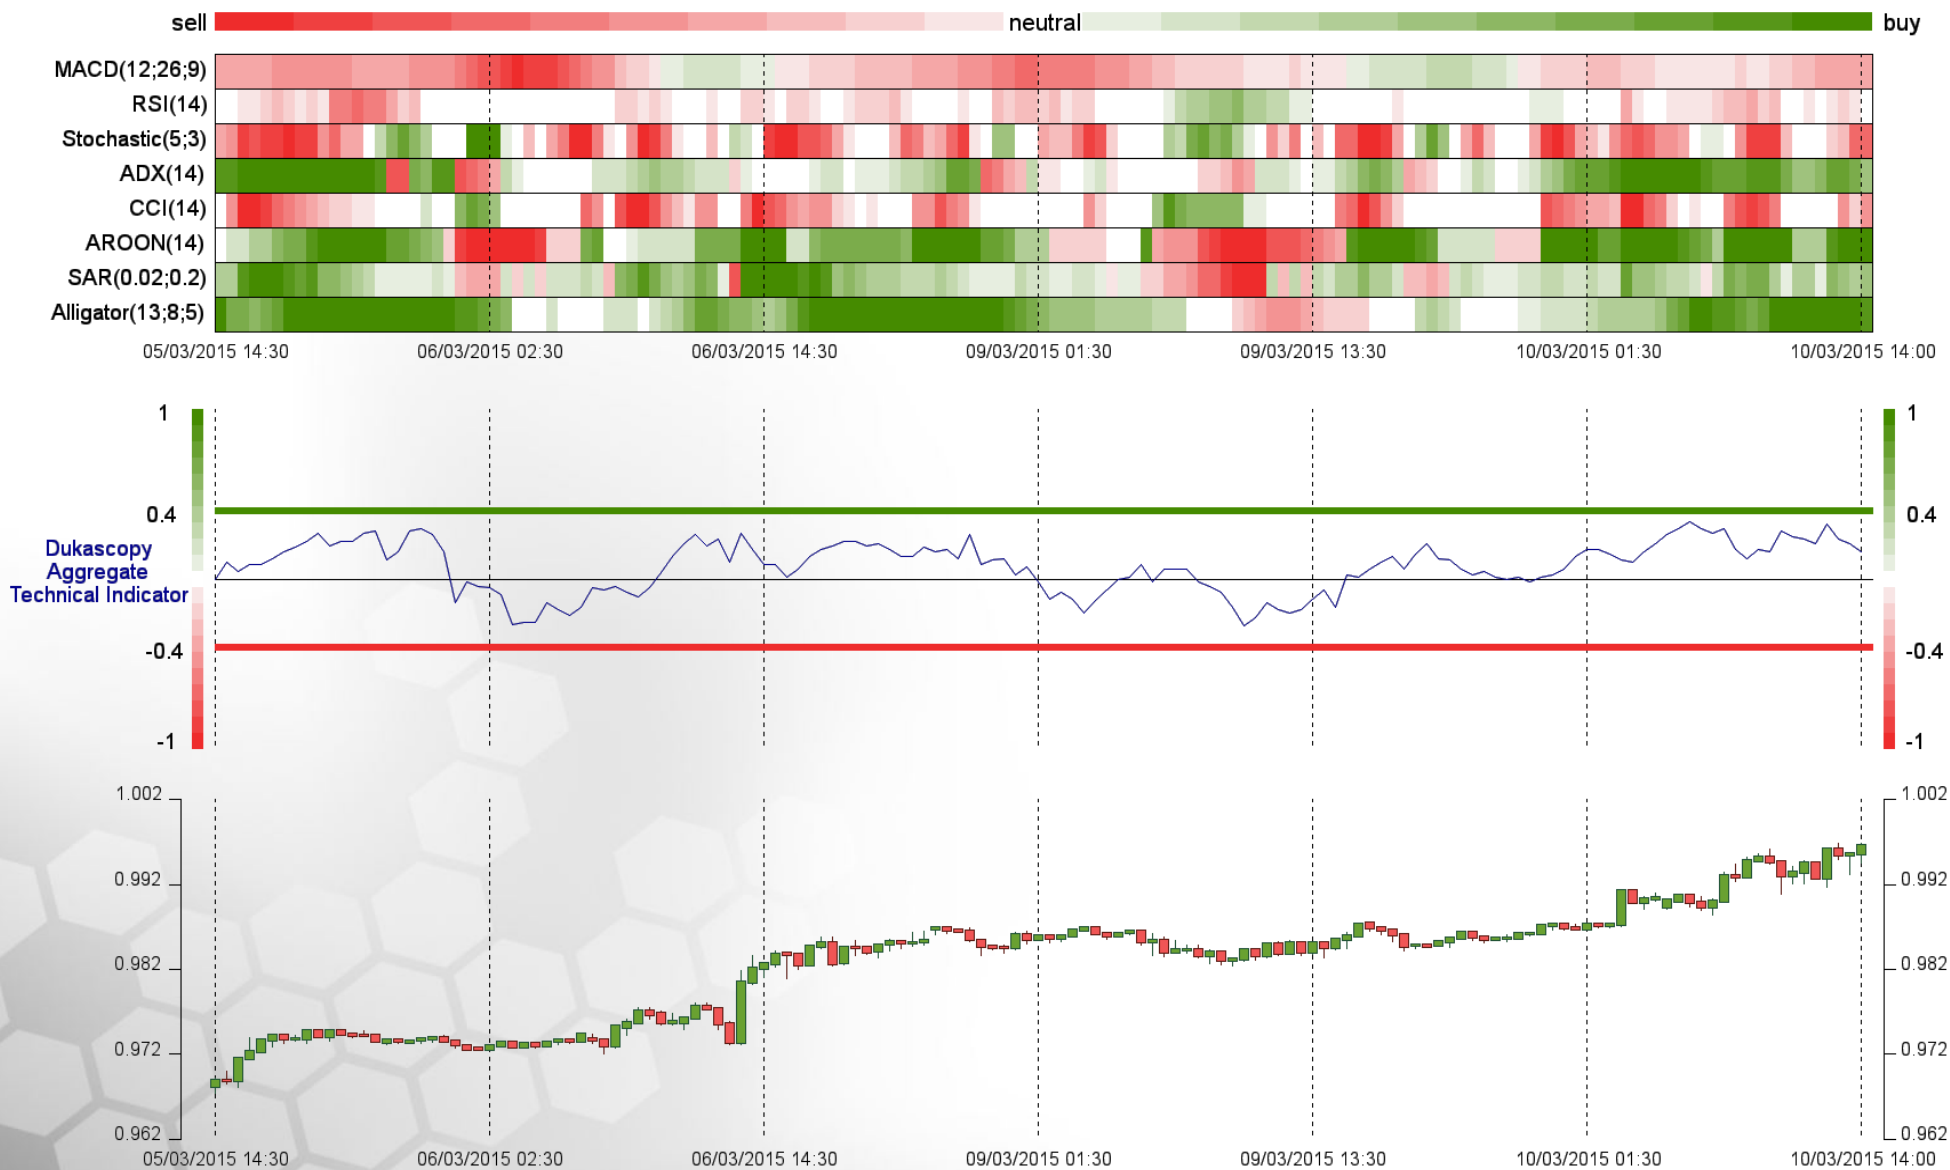 sell neutral buy
MACD(12;26;9)
RSI(14)
Stochastic(5;3)
ADX(14)
CCI(14)
AROON(14)
SAR(0.02;0.2)
Alligator(13;8;5)
05/03/2015 14:30 06/03/2015 02:30 06/03/2015 14:30 09/03/2015 01:30 09/03/2015 13:30 10/03/2015 01:30 10/03/2015 14:00
1 1
0.4 0.4
Dukascopy
Aggregate
Technical Indicator
-0.4 -0.4
-1 -1
1.002 1.002
0.992 0.992
0.982 0.982
0.972 0.972
0.962 0.962
05/03/2015 14:30 06/03/2015 02:30 06/03/2015 14:30 09/03/2015 01:30 09/03/2015 13:30 10/03/2015 01:30 10/03/2015 14:00